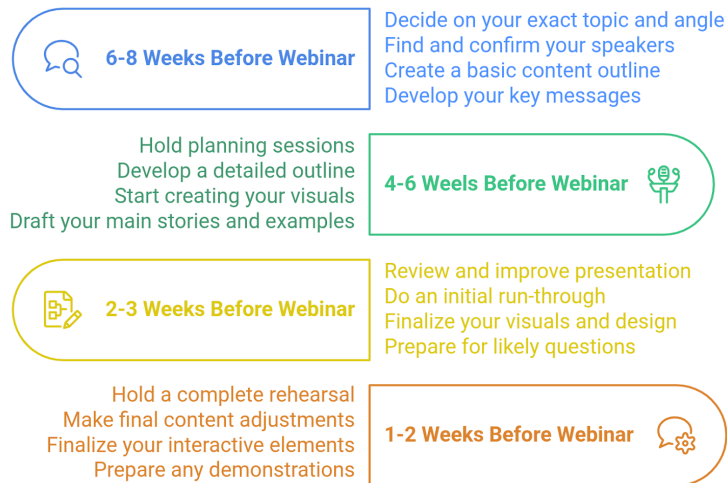 6-8 Weeks Before Webinar
Decide on your exact topic and angle
Find and confirm your speakers
Create a basic content outline
Develop your key messages
Hold planning sessions
Develop a detailed outline
Start creating your visuals
Draft your main stories and examples
4-6 Weels Before Webinar
2-3 Weeks Before Webinar
Review and improve presentation
Do an initial run-through
Finalize your visuals and design
Prepare for likely questions
Hold a complete rehearsal
Make final content adjustments
Finalize your interactive elements
Prepare any demonstrations
1-2 Weeks Before Webinar